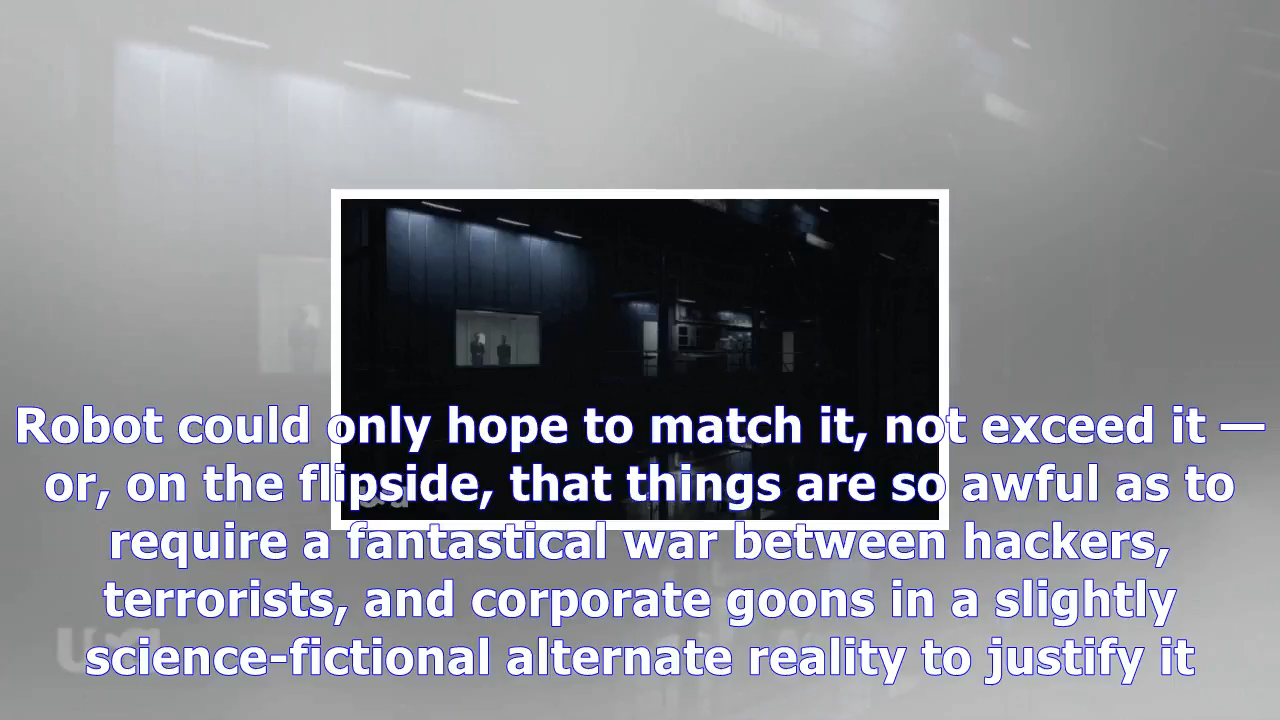 Robot could only hope to match it, not exceed it —
or, on the flipside, that things are so awful as to
require a fantastical war between hackers,
terrorists, and corporate goons in a slightly
science-fictional alternate reality to justify it
usa